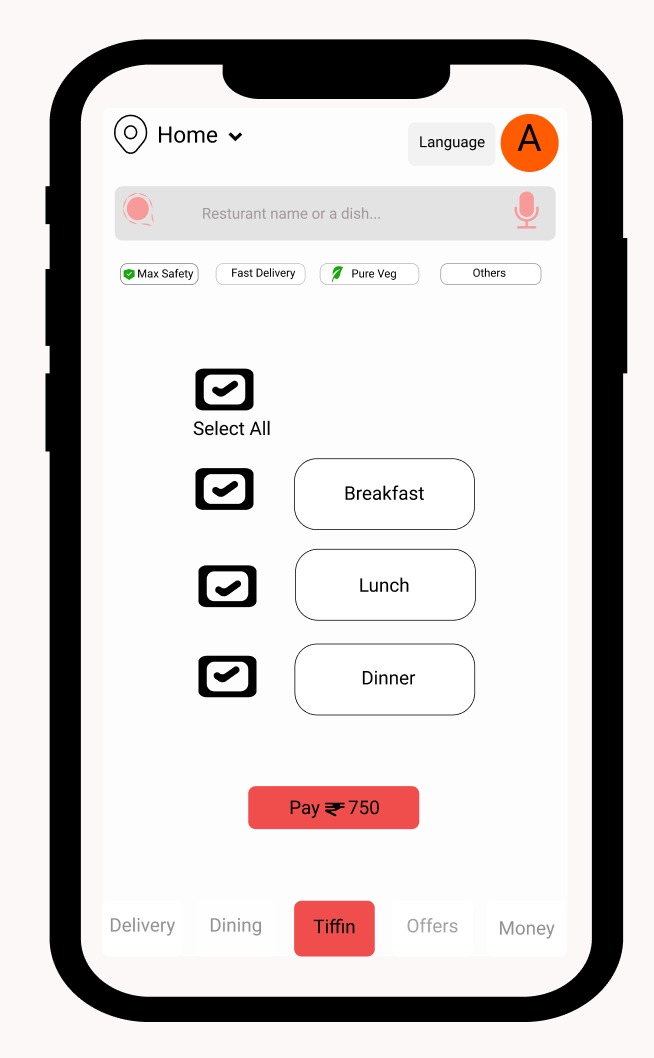 Home
Language
A
Resturant name or a dish...
Max Safety
Fast Delivery
Pure Veg
Others
Select All
Breakfast
Lunch
Dinner
Pay ₹ 750
Delivery
Dining
Tiffin
Offers
Money